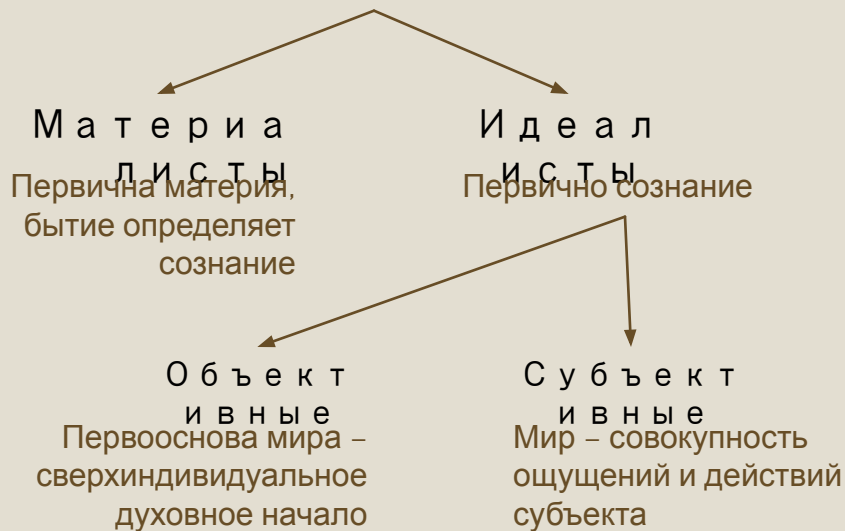 Материа
листы
Первична материя,
бытие определяет
сознание
Идеал
исты
Первично сознание
Объект
ивные
Первооснова мира –
сверхиндивидуальное
духовное начало
Субъект
ивные
Мир – совокупность
ощущений и действий
субъекта